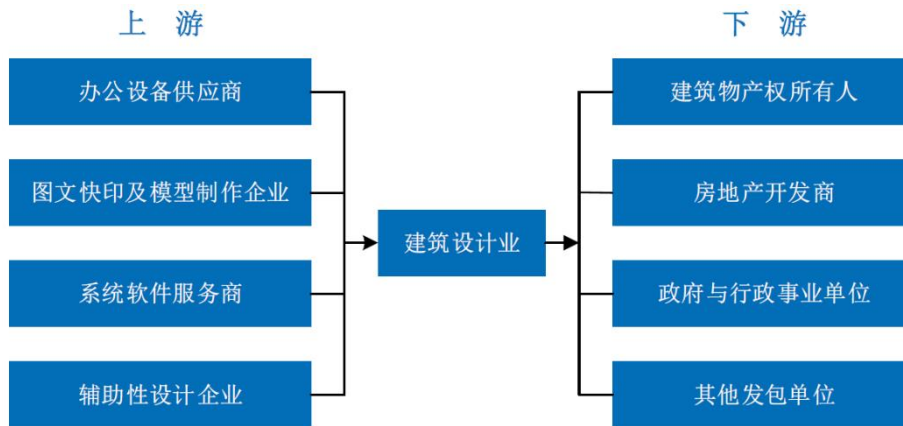 上 游
下 游
办公设备供应商
建筑物产权所有人
图文快印及模型制作企业
房地产开发商
建筑设计业
系统软件服务商
政府与行政事业单位
辅助性设计企业
其他发包单位